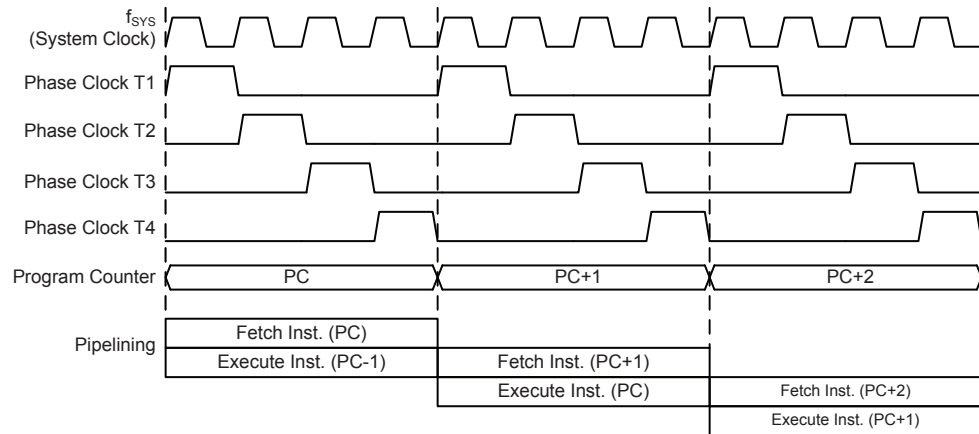 fSYS
(System Clock)
Phase Clock T1
Phase Clock T2
Phase Clock T3
Phase Clock T4
Program Counter PC PC+1 PC+2
Pipelining
Fetch Inst. (PC)
Execute Inst. (PC-1) Fetch Inst. (PC+1)
Execute Inst. (PC) Fetch Inst. (PC+2)
Execute Inst. (PC+1)